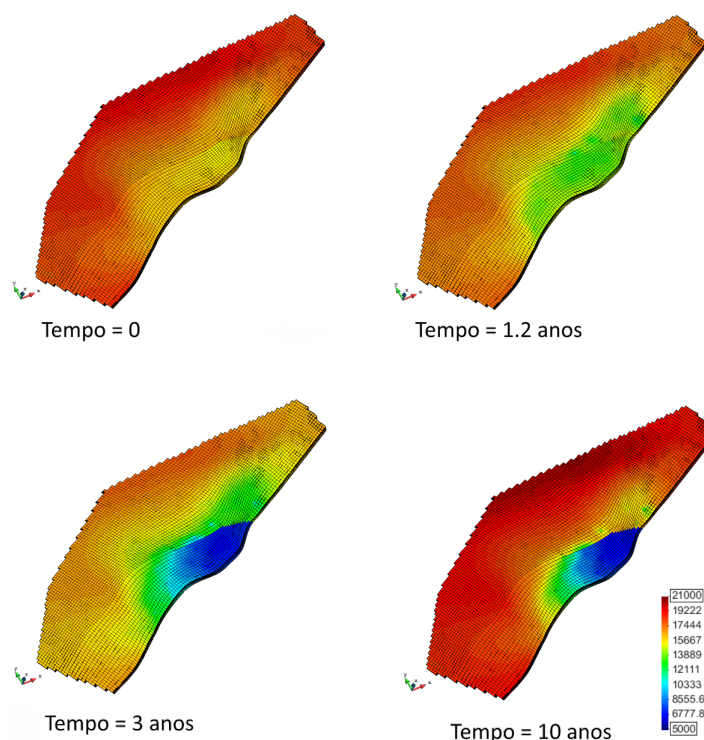 Tempo = 0
Tempo = 1.2 anos
Tempo = 3 anos
Tempo = 10 anos
21000
19222
17444
15667
13889
12111
10333
8555.6
6777.8
5000